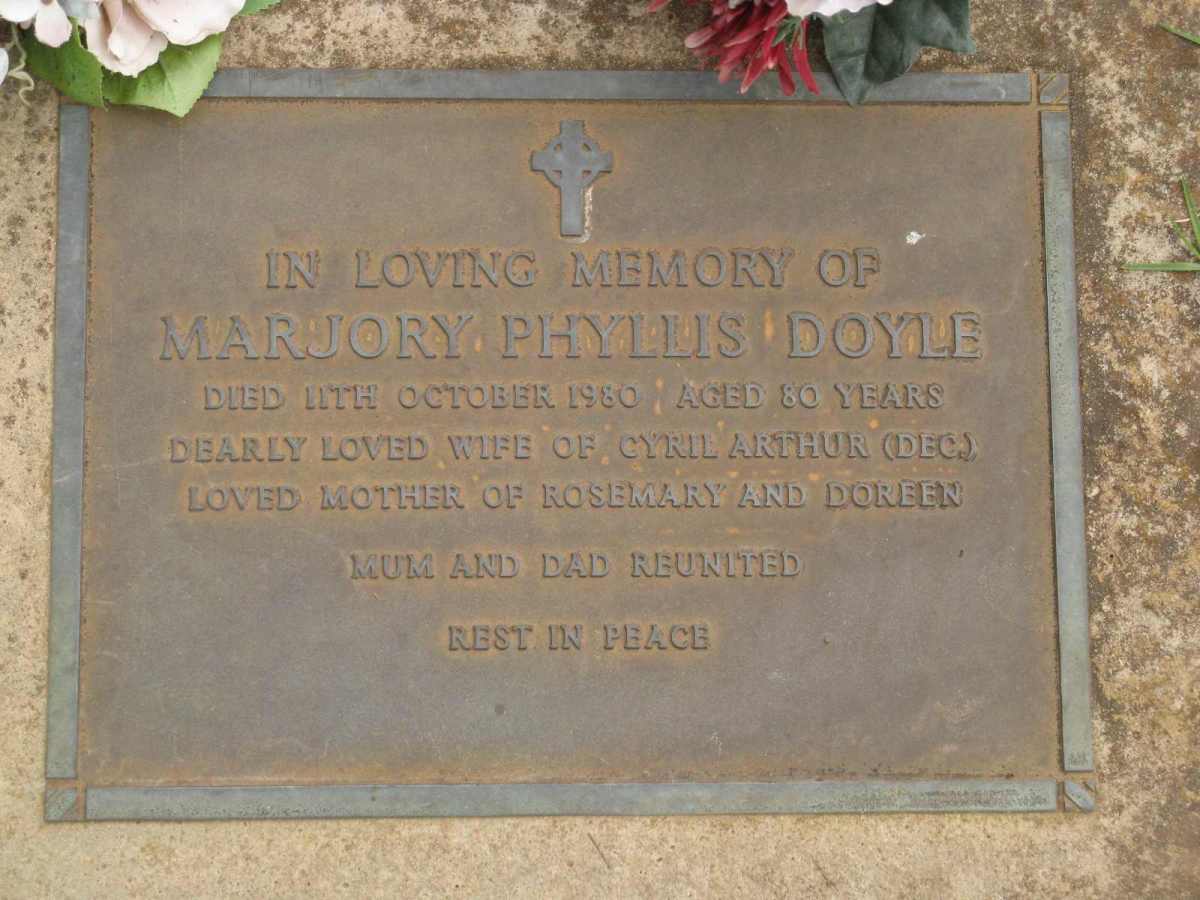 IN LOVING MEMORY OF
MARJORY PHYLLIS DOYLE
DIED 11TH OCTOBER 1980 AGED 80 YEARS
DEARLY LOVED WIFE OF CYRIL ARTHUR (DEC.)
LOVED MOTHER OF ROSEMARY AND DOREEN
MUM AND DAD REUNITED
REST IN PEACE